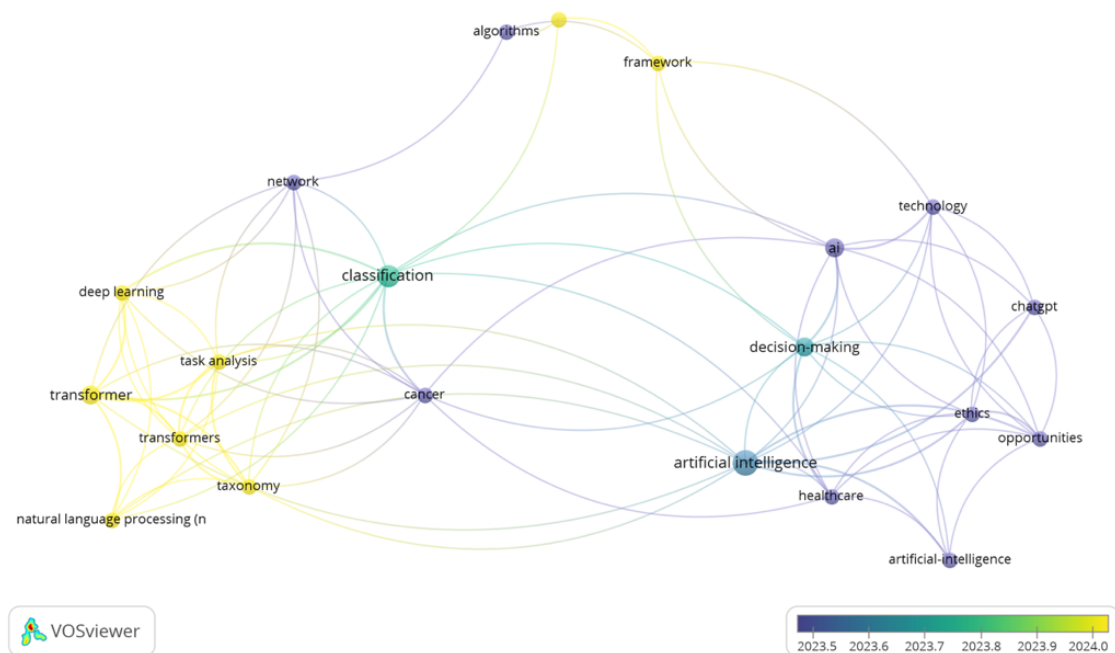 algorithms
framework
network
technology
ai
classification
deep learning
chatgpt
decision-making
task analysis
transformer
cancer
ethics
transformers
opportunities
artificial intelligence
taxonomy
healthcare
natural language processing (n
artificial-intelligence
VOSviewer
2023.5 2023.6 2023.7 2023.8 2023.9 2024.0